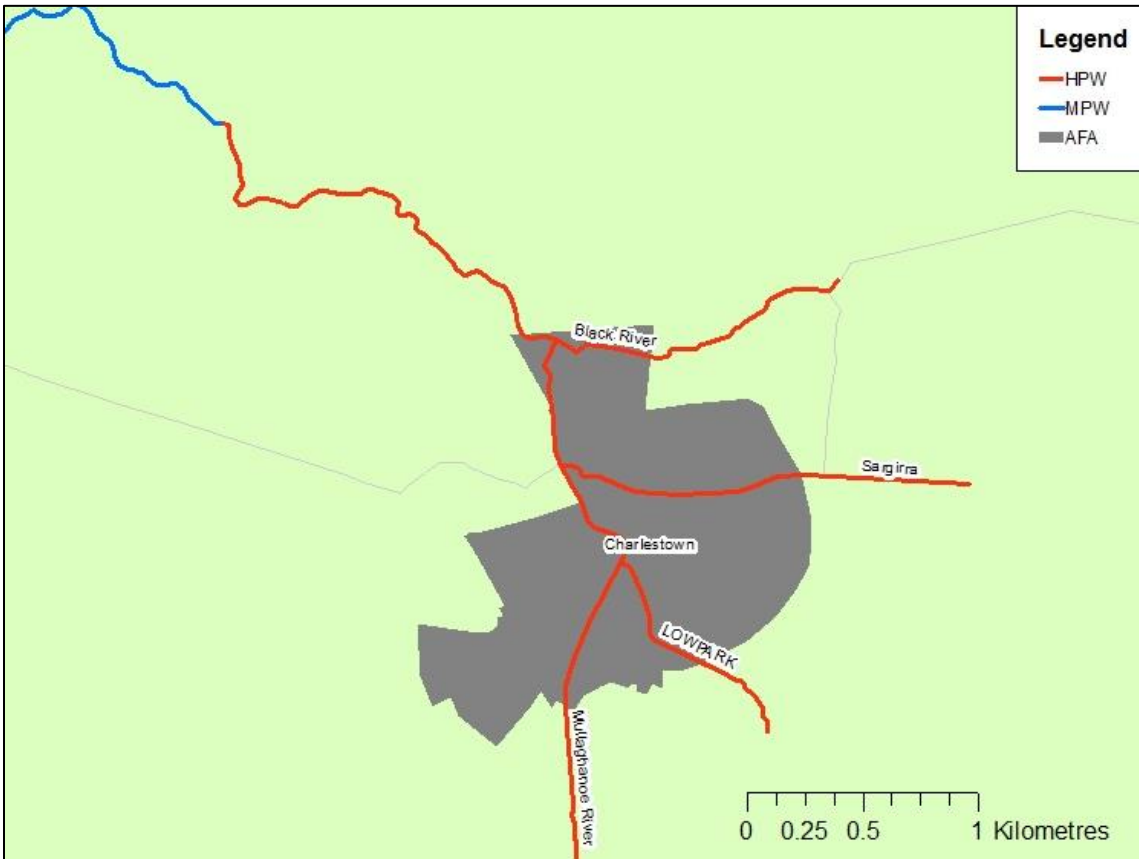 Legend
HPW
MPW
AFA
Black River
Sargirra
Charlestown
LOWPARK
Mullaghanoe River
0 0.25 0.5 1 Kilometres